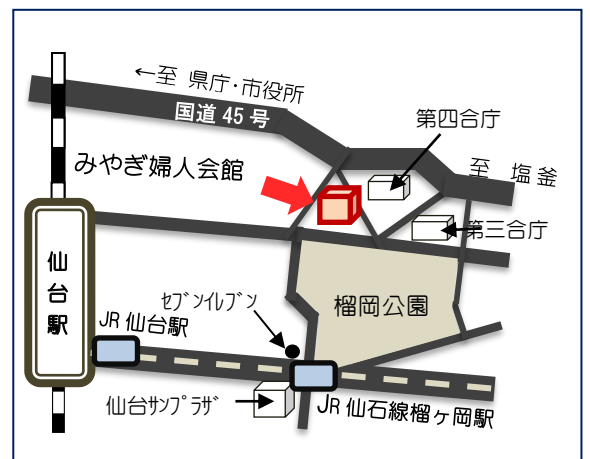 ←至 県庁・市役所
国道 45 号
第四合庁
みやぎ婦人会館
至 塩釜
第三合庁
仙台駅
ｾﾌﾞﾝｲﾚﾌﾞﾝ
榴岡公園
JR 仙台駅
仙台ｻﾝﾌﾟﾗｻﾞ
JR 仙石線榴ヶ岡駅